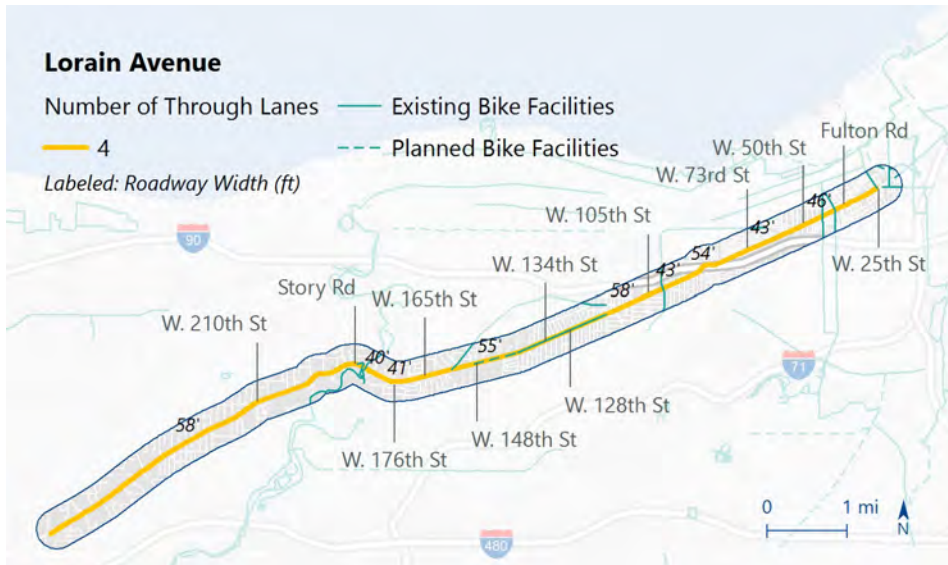 Lorain Avenue
Number of Through Lanes
4
Labeled: Roadway Width (ft)
Existing Bike Facilities
Planned Bike Facilities
Fulton Rd
W. 50th St
W. 73rd St
46'
W. 105th St
43'
90
54'
W. 25th St
W. 134th St
43'
Story Rd
58'
W. 165th St
W. 210th St
55'
40'
41'
71
W. 128th St
58'
W. 148th St
W. 176th St
0 1 mi
N
480